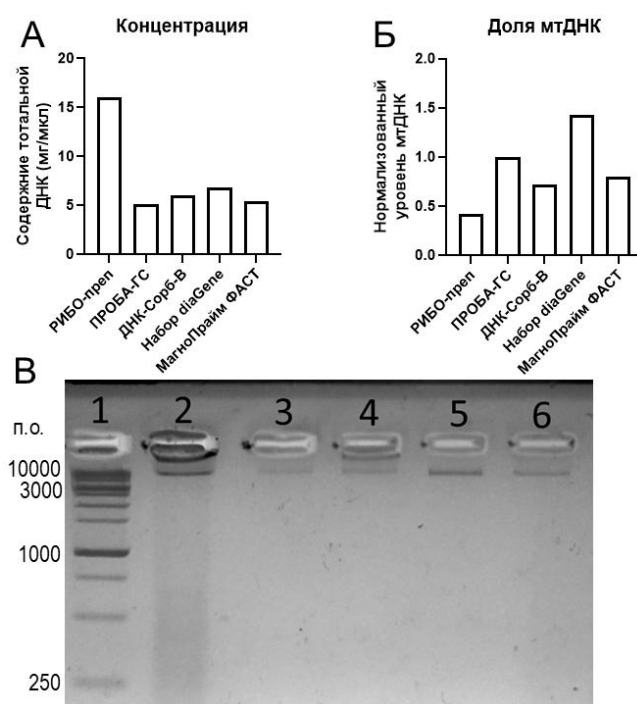 А
Концентрация
Содержние тотальной
ДНК (мг/мкл)
20
15
10
5
0
РИБО-преп
ПРОБА-ГС
ДНК-Сорб-В
Набор diaGene
МагноПрайм ФАСТ
Б
Доля мтДНК
Нормализованный
уровень мтДНК
2.0
1.5
1.0
0.5
0.0
РИБО-преп
ПРОБА-ГС
ДНК-Сорб-В
Набор diaGene
МагноПрайм ФАСТ
В
1 2 3 4 5 6
п.о.
10000
3000
1000
250